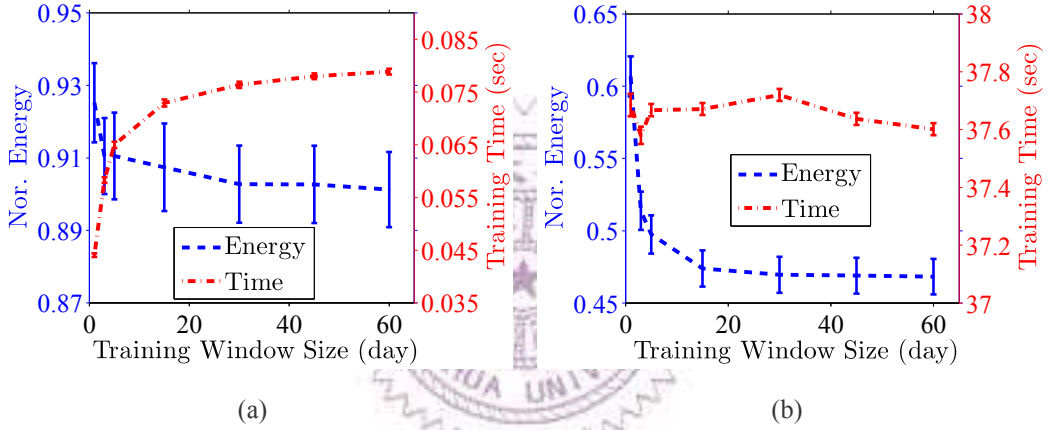 0.95
0.93
0.91
0.89
0.87
Nor. Energy
0 20 40 60
Training Window Size (day)
0.085
0.075
0.065
0.055
0.045
0.035
Training Time (sec)
Energy
Time
(a)
0.65
0.6
0.55
0.5
0.45
Nor. Energy
0 20 40 60
Training Window Size (day)
38
37.8
37.6
37.4
37.2
37
Training Time (sec)
Energy
Time
(b)
HUA UNIV